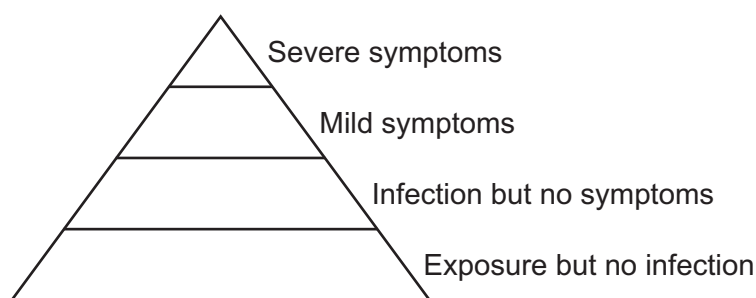 Severe symptoms
Mild symptoms
Infection but no symptoms
Exposure but no infection